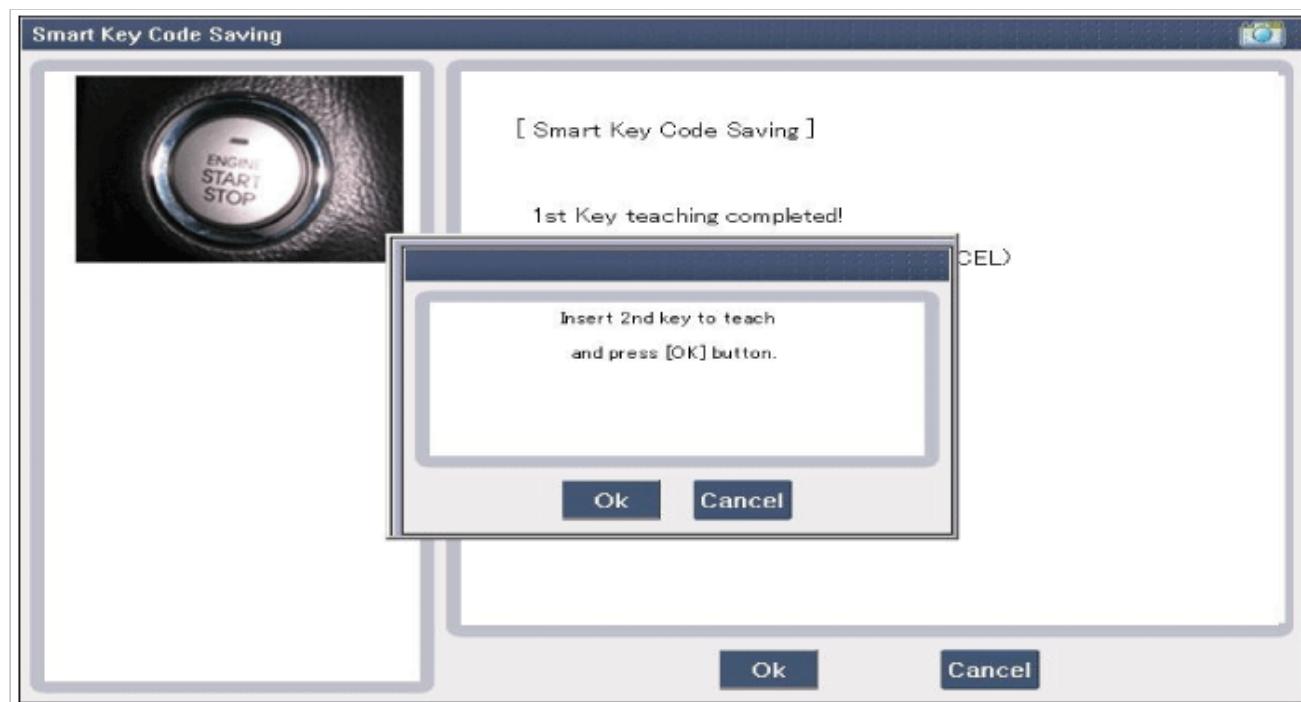 Smart Key Code Saving
ENGINE
START
STOP
[ Smart Key Code Saving ]
1st Key teaching completed!
CEL)
Insert 2nd key to teach
and press [OK] button.
Ok Cancel
Ok Cancel